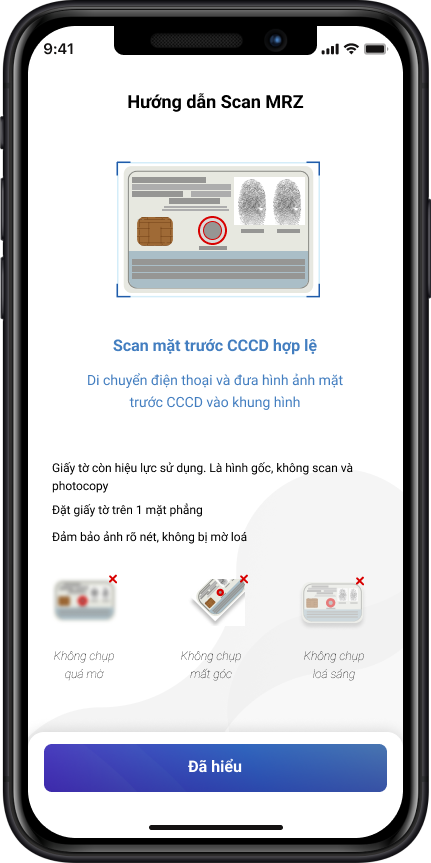 9:41
Hướng dẫn Scan MRZ
Scan mặt trước CCCD hợp lệ
Di chuyển điện thoại và đưa hình ảnh mặt
trước CCCD vào khung hình
Giấy tờ còn hiệu lực sử dụng. Là hình gốc, không scan và
photocopy
Đặt giấy tờ trên 1 mặt phẳng
Đảm bảo ảnh rõ nét, không bị mờ loá
Không chụp
quá mờ
Không chụp
mất góc
Không chụp
loá sáng
Đã hiểu